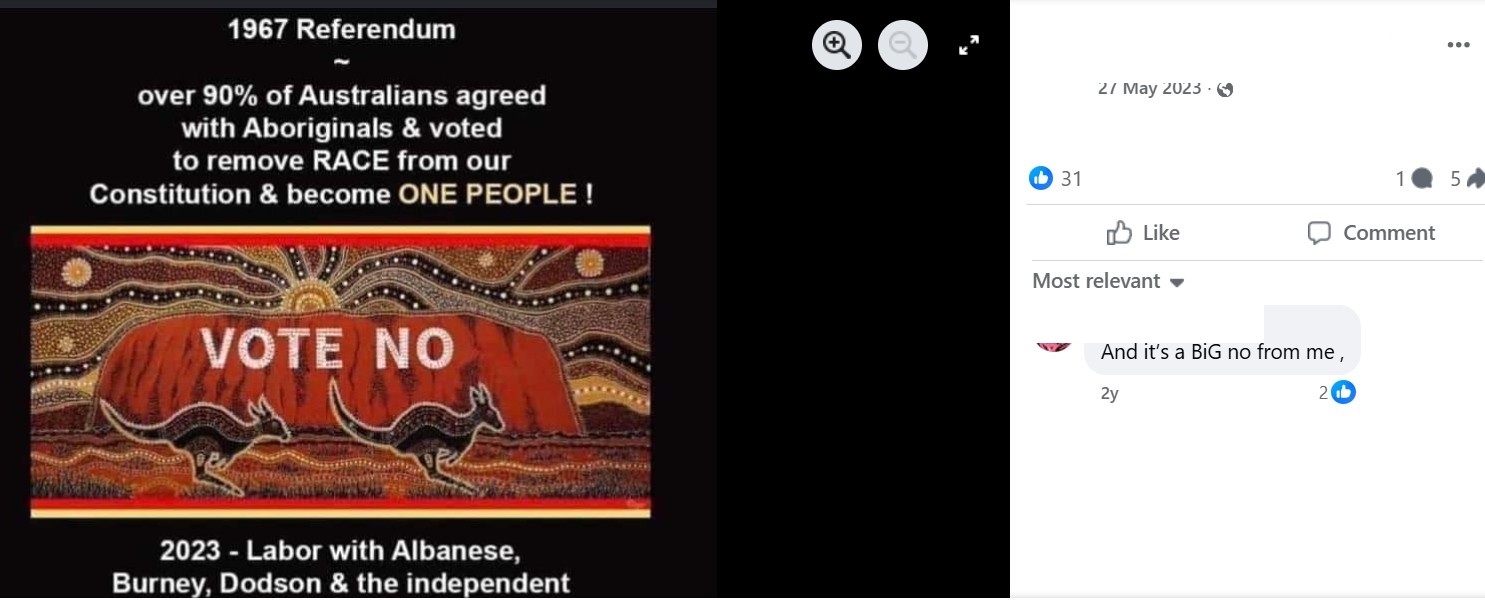 1967 Referendum
~
over 90% of Australians agreed
with Aboriginals & voted
to remove RACE from our
Constitution & become ONE PEOPLE !
VOTE NO
2023 - Labor with Albanese,
Burney, Dodson & the independent
27 May 2023 ·
31
1
5
Like
Comment
Most relevant
And it's a BiG no from me ,
2y
2